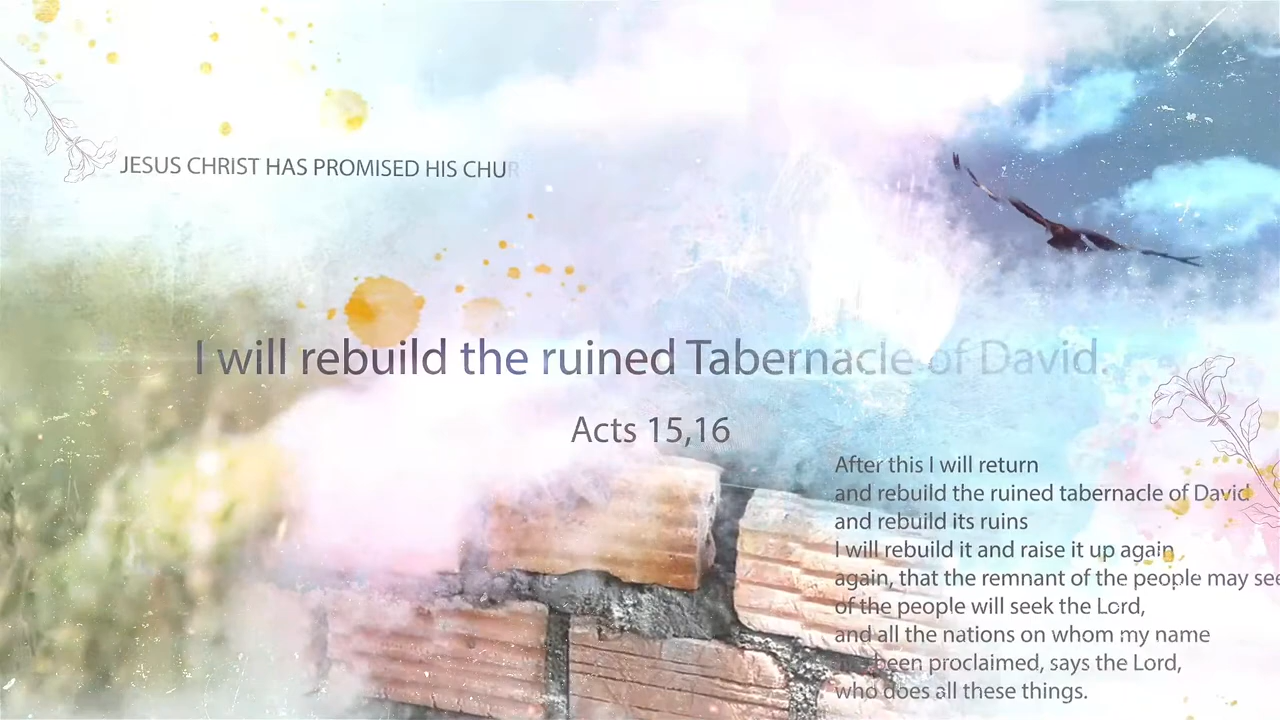 JESUS CHRIST HAS PROMISED HIS CHUR
I will rebuild the ruined Tabernacle of David.
Acts 15,16
After this I will return
and rebuild the ruined tabernacle of David
and rebuild its ruins
I will rebuild it and raise it up again
again, that the remnant of the people may see
of the people will seek the Lord,
and all the nations on whom my name
been proclaimed, says the Lord,
who does all these things.